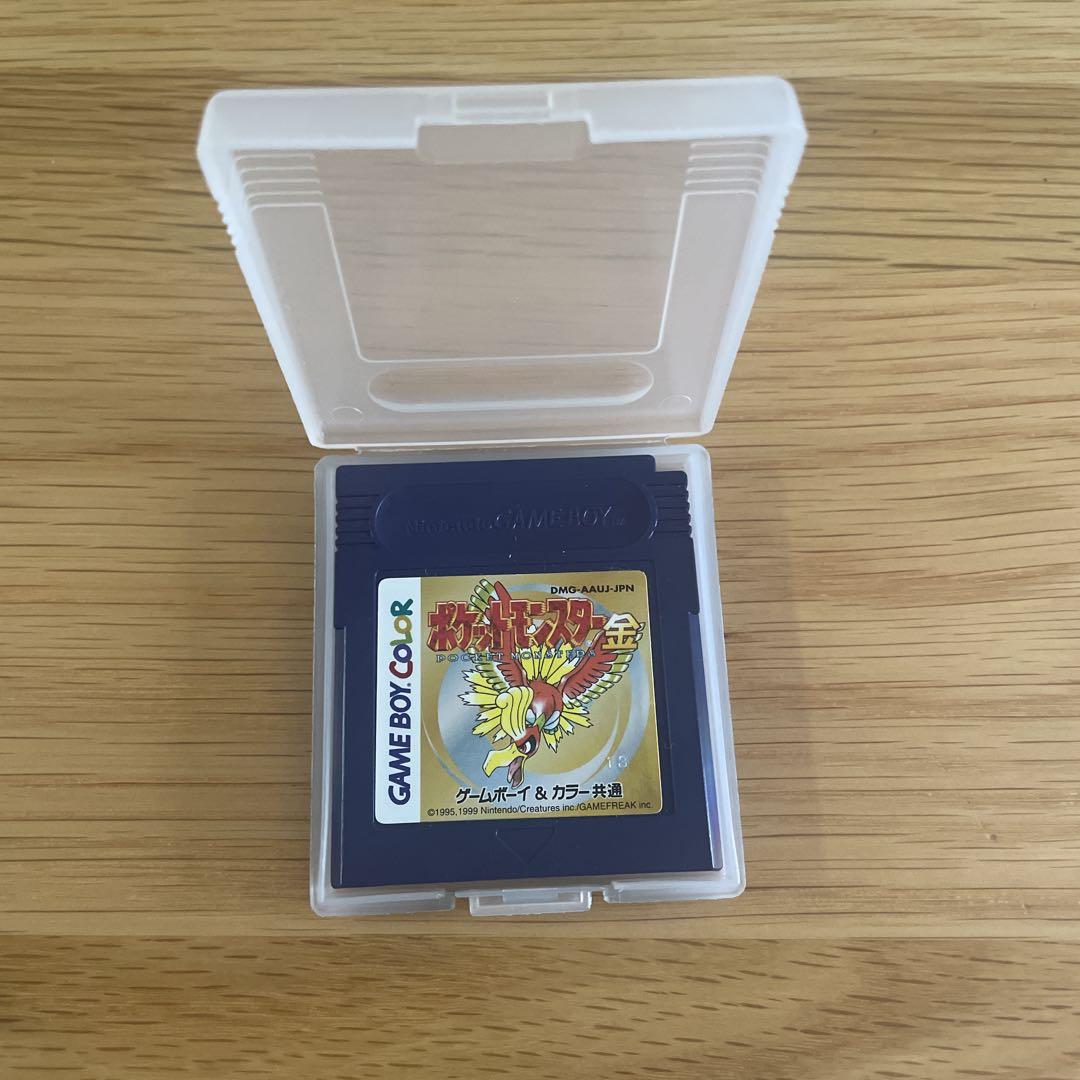 Nintendo GAME BOY TM
DMG-AAUJ-JPN
ポケットモンスター金
POCKET MONSTERS
GAME BOY COLOR
18
ゲームボーイ & カラー共通
©1995,1999 Nintendo/Creatures inc./GAMEFREAK inc.